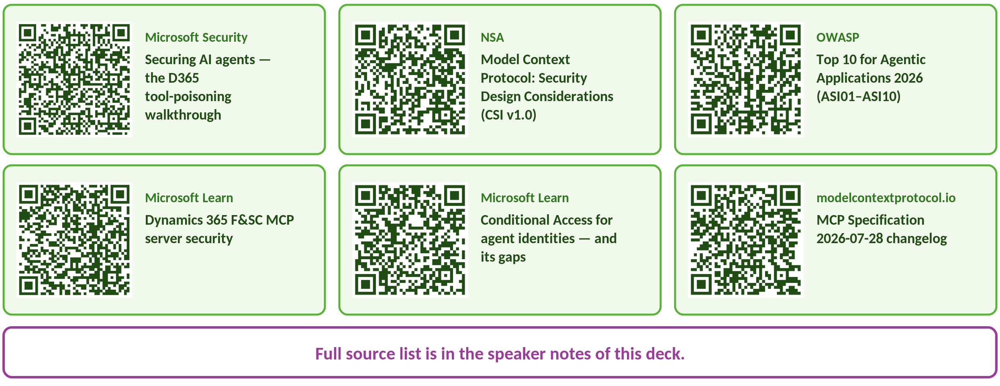 Microsoft Security
Securing AI agents —
the D365
tool-poisoning
walkthrough
NSA
Model Context
Protocol: Security
Design Considerations
(CSI v1.0)
OWASP
Top 10 for Agentic
Applications 2026
(ASI01–ASI10)
Microsoft Learn
Dynamics 365 F&SC MCP
server security
Microsoft Learn
Conditional Access for
agent identities — and
its gaps
modelcontextprotocol.io
MCP Specification
2026-07-28 changelog
Full source list is in the speaker notes of this deck.